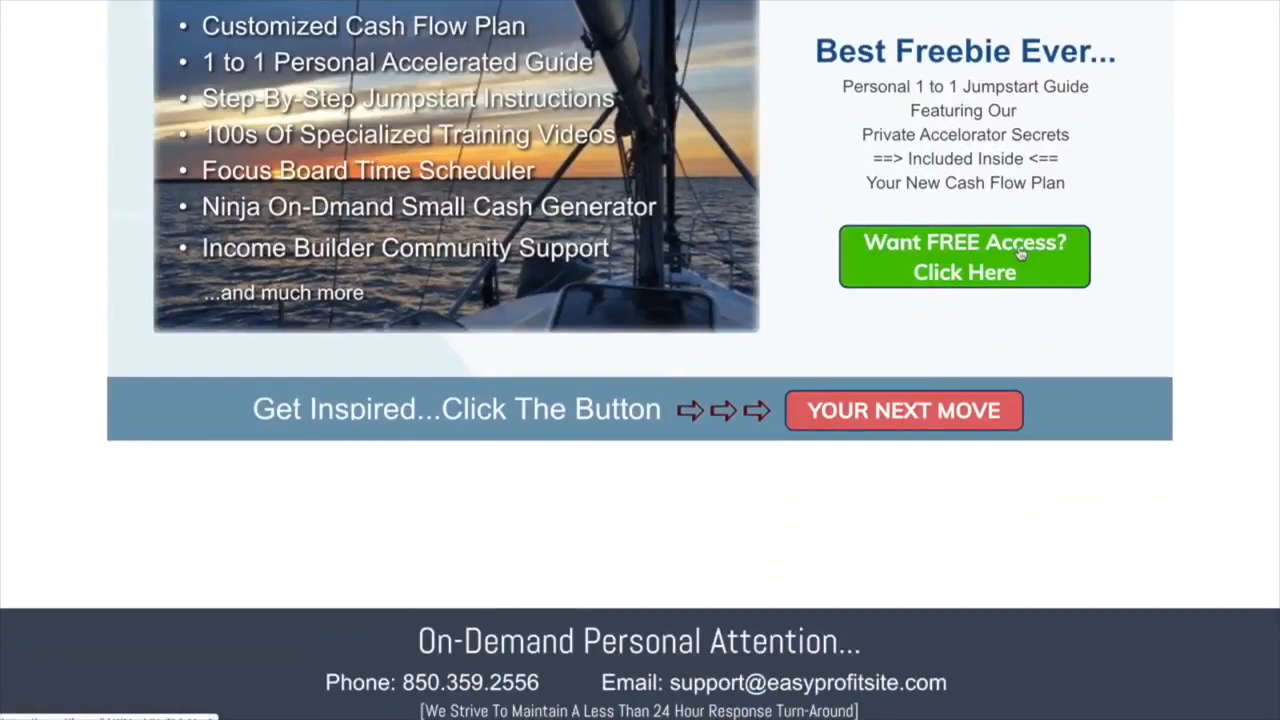 • Customized Cash Flow Plan
• 1 to 1 Personal Accelerated Guide
• Step-By-Step Jumpstart Instructions
• 100s Of Specialized Training Videos
• Focus Board Time Scheduler
• Ninja On-Dmand Small Cash Generator
• Income Builder Community Support
...and much more
Best Freebie Ever...
Personal 1 to 1 Jumpstart Guide
Featuring Our
Private Accelorator Secrets
==> Included Inside <==
Your New Cash Flow Plan
Want FREE Access?
Click Here
Get Inspired...Click The Button ⇨ ⇨ ⇨ YOUR NEXT MOVE
On-Demand Personal Attention...
Phone: 850.359.2556 Email: support@easyprofitsite.com
[We Strive To Maintain A Less Than 24 Hour Response Turn-Around]